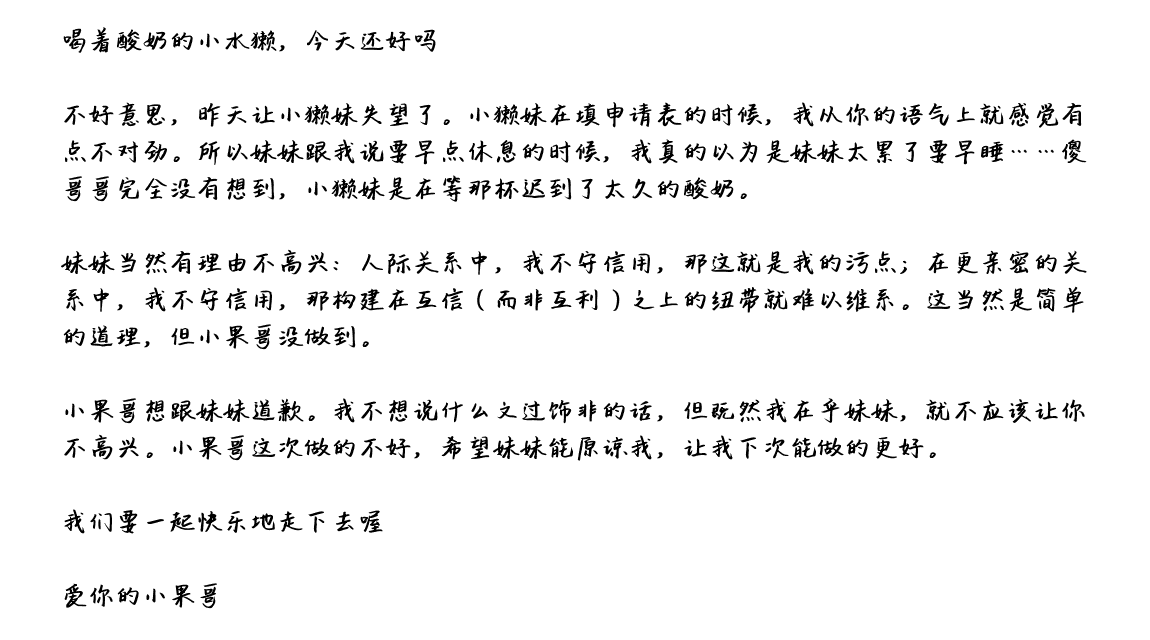 喝着酸奶的小水獭，今天还好吗
不好意思，昨天让小獭妹失望了。小獭妹在填申请表的时候，我从你的语气上就感觉有
点不对劲。所以妹妹跟我说要早点休息的时候，我真的以为是妹妹太累了要早睡……傻
哥哥完全没有想到，小獭妹是在等那杯迟到了太久的酸奶。
妹妹当然有理由不高兴：人际关系中，我不守信用，那这就是我的污点；在更亲密的关
系中，我不守信用，那构建在互信（而非互利）之上的纽带就难以维系。这当然是简单
的道理，但小果哥没做到。
小果哥想跟妹妹道歉。我不想说什么文过饰非的话，但既然我在乎妹妹，就不应该让你
不高兴。小果哥这次做的不好，希望妹妹能原谅我，让我下次能做的更好。
我们要一起快乐地走下去喔
爱你的小果哥